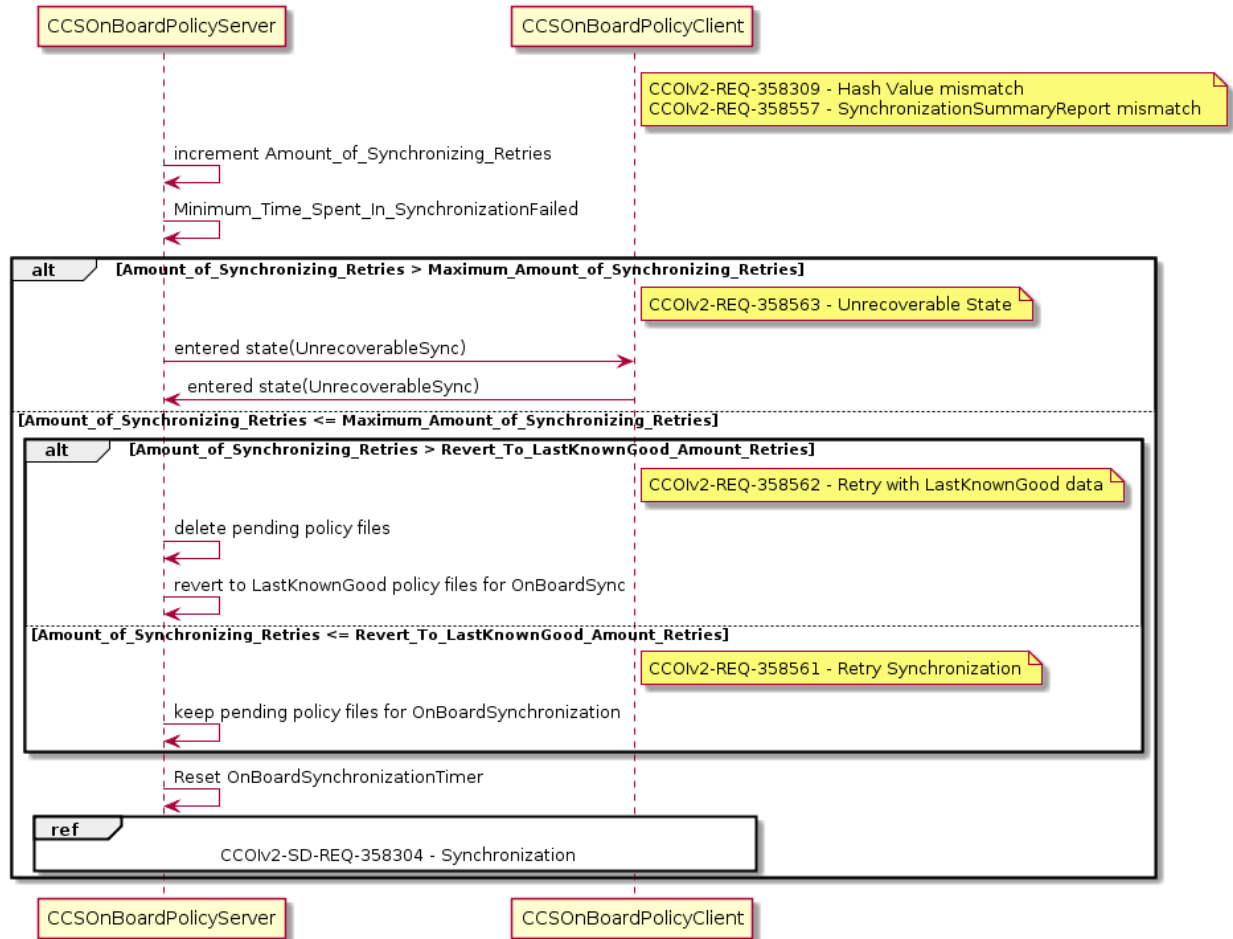 CCSOnBoardPolicyServer
CCSOnBoardPolicyClient
CCOIv2-REQ-358309 - Hash Value mismatch
CCOIv2-REQ-358557 - SynchronizationSummaryReport mismatch
increment Amount_of_Synchronizing_Retries
Minimum_Time_Spent_In_SynchronizationFailed
alt [Amount_of_Synchronizing_Retries > Maximum_Amount_of_Synchronizing_Retries]
CCOIv2-REQ-358563 - Unrecoverable State
entered state(UnrecoverableSync)
entered state(UnrecoverableSync)
[Amount_of_Synchronizing_Retries <= Maximum_Amount_of_Synchronizing_Retries]
alt [Amount_of_Synchronizing_Retries > Revert_To_LastKnownGood_Amount_Retries]
CCOIv2-REQ-358562 - Retry with LastKnownGood data
delete pending policy files
revert to LastKnownGood policy files for OnBoardSync
[Amount_of_Synchronizing_Retries <= Revert_To_LastKnownGood_Amount_Retries]
CCOIv2-REQ-358561 - Retry Synchronization
keep pending policy files for OnBoardSynchronization
Reset OnBoardSynchronizationTimer
ref
CCOIv2-SD-REQ-358304 - Synchronization
CCSOnBoardPolicyServer
CCSOnBoardPolicyClient